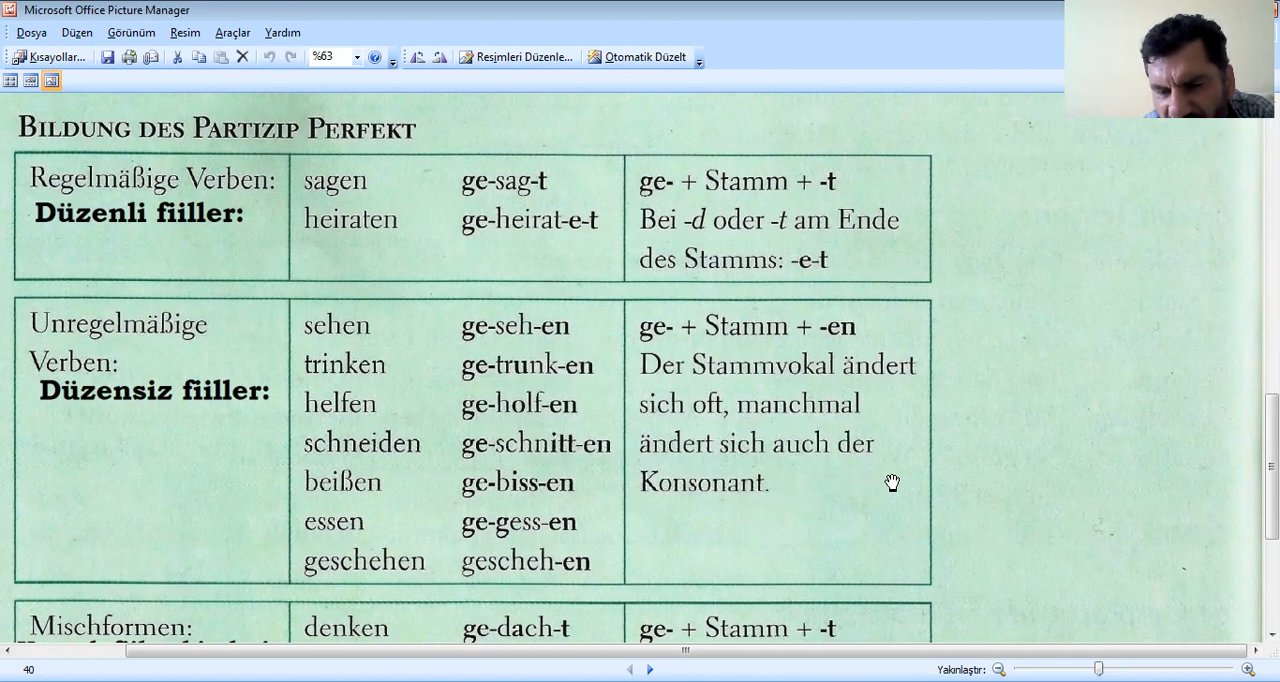 Microsoft Office Picture Manager
Dosya Düzen Görünüm Resim Araçlar Yardım
Kısayollar... %63 Resimleri Düzenle... Otomatik Düzelt
BILDUNG DES PARTIZIP PERFEKT
Regelmäßige Verben: sagen ge-sag-t ge- + Stamm + -t
Düzenli fiiller: heiraten ge-heirat-e-t Bei -d oder -t am Ende
des Stamms: -e-t
Unregelmäßige sehen ge-seh-en ge- + Stamm + -en
Verben: trinken ge-trunk-en Der Stammvokal ändert
Düzensiz fiiller: helfen ge-holf-en sich oft, manchmal
schneiden ge-schnitt-en ändert sich auch der
beißen ge-biss-en Konsonant.
essen ge-gess-en
geschehen gescheh-en
Mischformen: denken ge-dach-t ge- + Stamm + -t
40 Yakınlaştır: